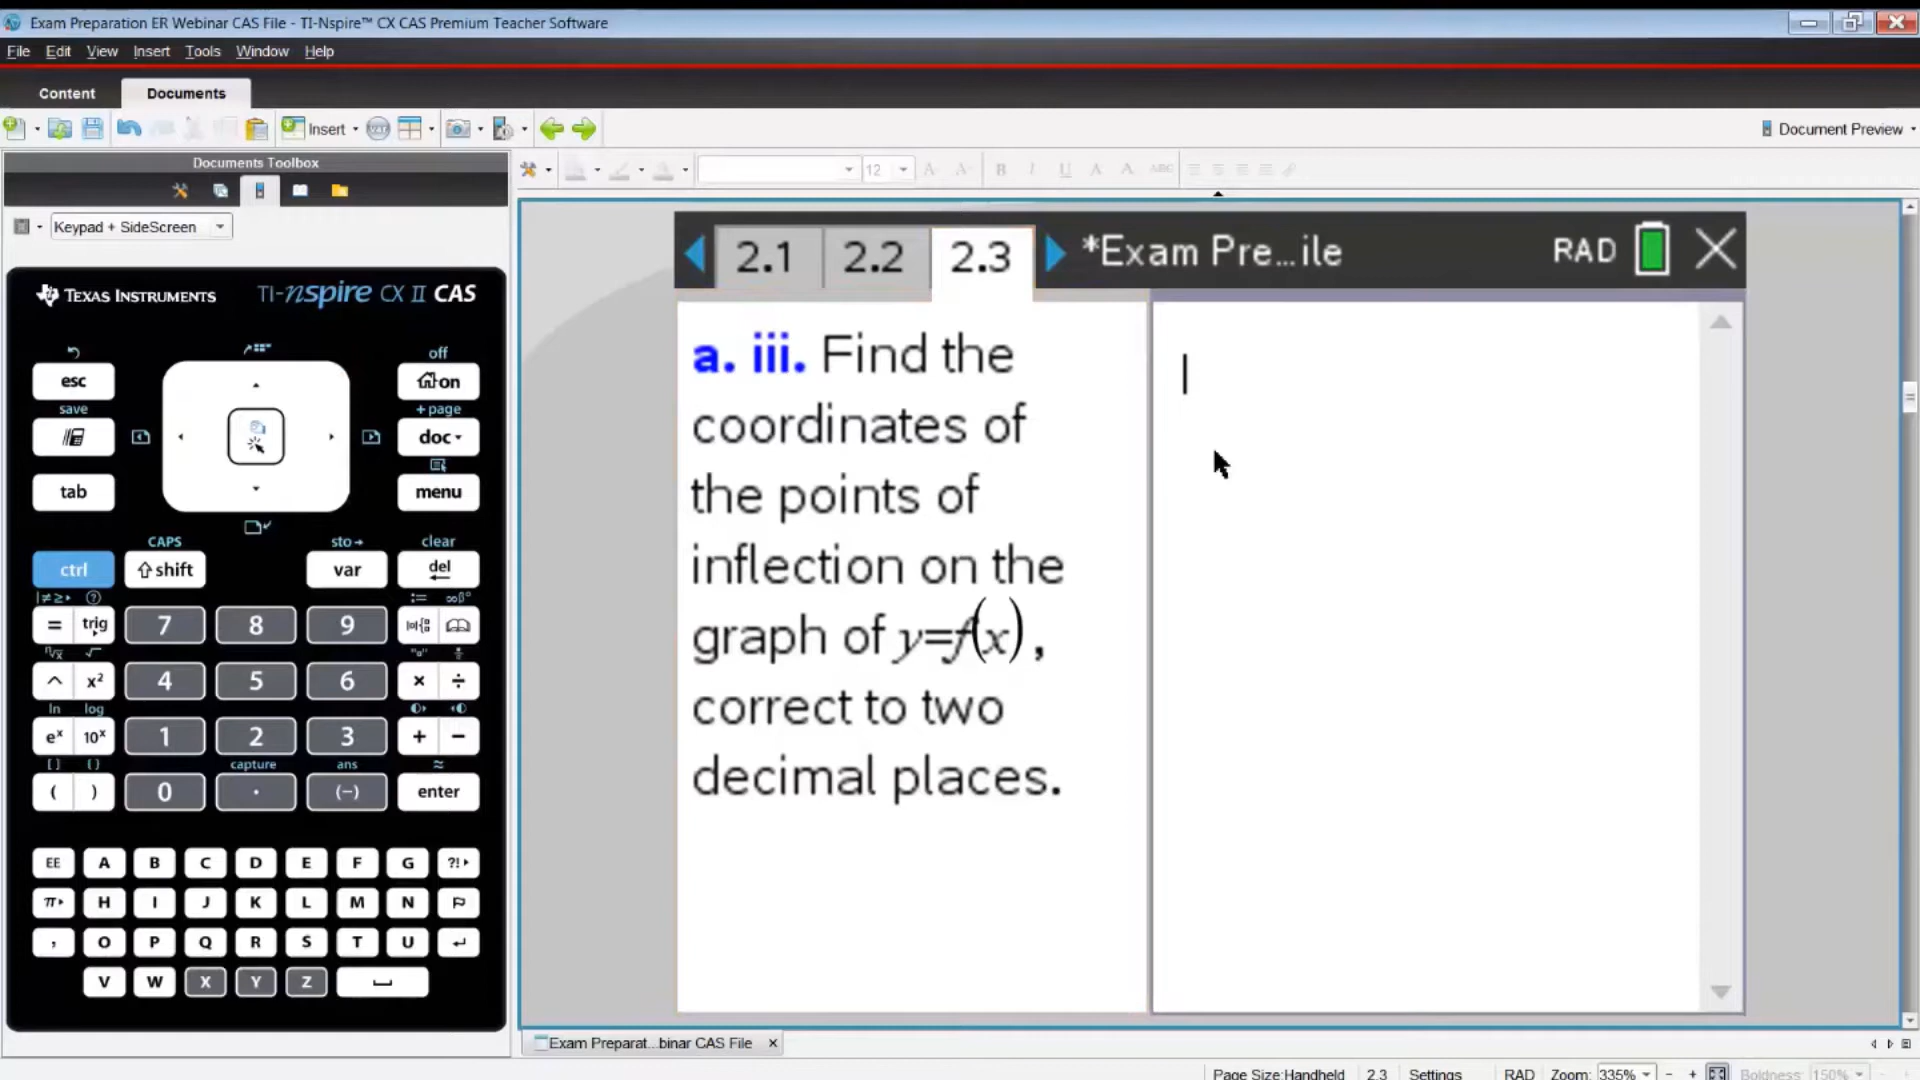 Exam Preparation ER Webinar CAS File - TI-Nspire™ CX CAS Premium Teacher Software
File Edit View Insert Tools Window Help
Content Documents
Insert
Document Preview
Documents Toolbox
12
Keypad + SideScreen
2.1 2.2 2.3 *Exam Pre...ile RAD
TEXAS INSTRUMENTS TI-nspire CX II CAS
a. iii. Find the
coordinates of
the points of
inflection on the
graph of y=f(x),
correct to two
decimal places.
off
esc on
save + page
doc
tab menu
CAPS sto→ clear
ctrl shift var del
= trig 7 8 9
^ x² 4 5 6 × ÷
ln log
eˣ 10ˣ 1 2 3 + −
[ ] { } capture ans ≈
( ) 0 . (−) enter
EE A B C D E F G ?!▸
π▸ H I J K L M N
, O P Q R S T U
V W X Y Z
Exam Preparat...binar CAS File
Page Size:Handheld 2.3 Settings RAD Zoom: 335% − + Boldness: 150%